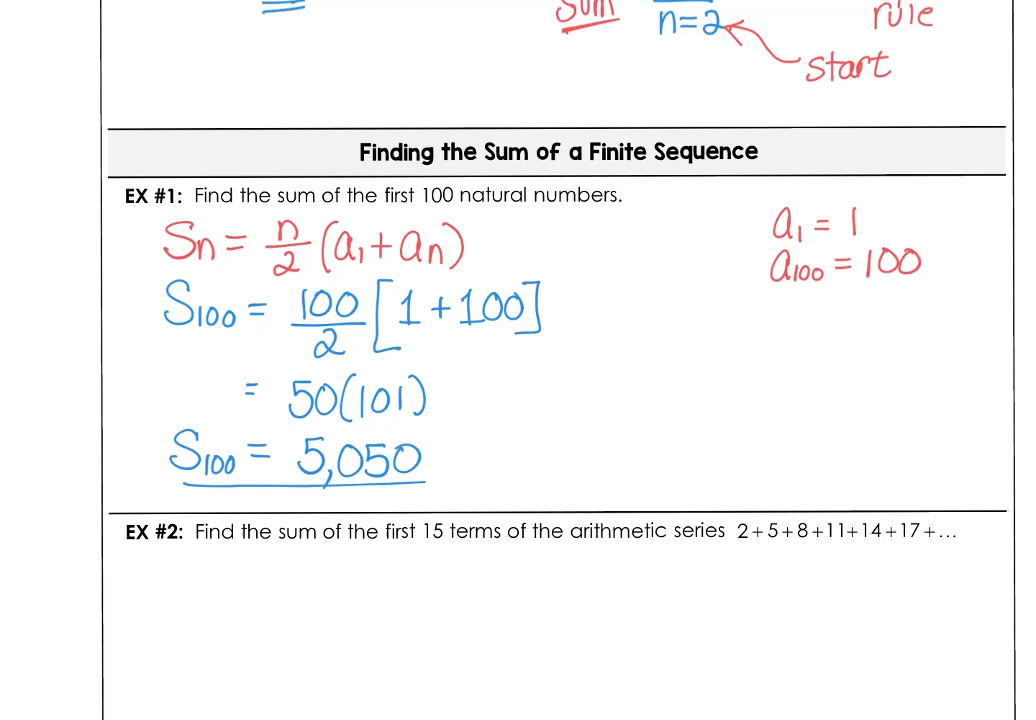 Sum
n=2
rule
start
Finding the Sum of a Finite Sequence
EX #1: Find the sum of the first 100 natural numbers.
Sn = n/2 (a₁ + an)
a₁ = 1
a₁₀₀ = 100
S₁₀₀ = 100/2 [1 + 100]
= 50(101)
S₁₀₀ = 5,050
EX #2: Find the sum of the first 15 terms of the arithmetic series 2+5+8+11+14+17+...